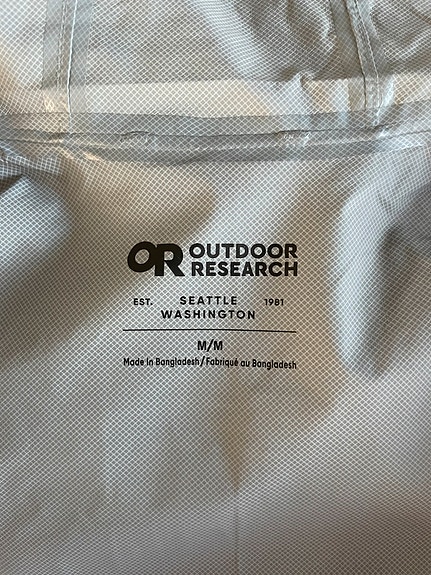 OR OUTDOOR
RESEARCH
EST. SEATTLE 1981
WASHINGTON
M/M
Made in Bangladesh/Fabriqué au Bangladesh